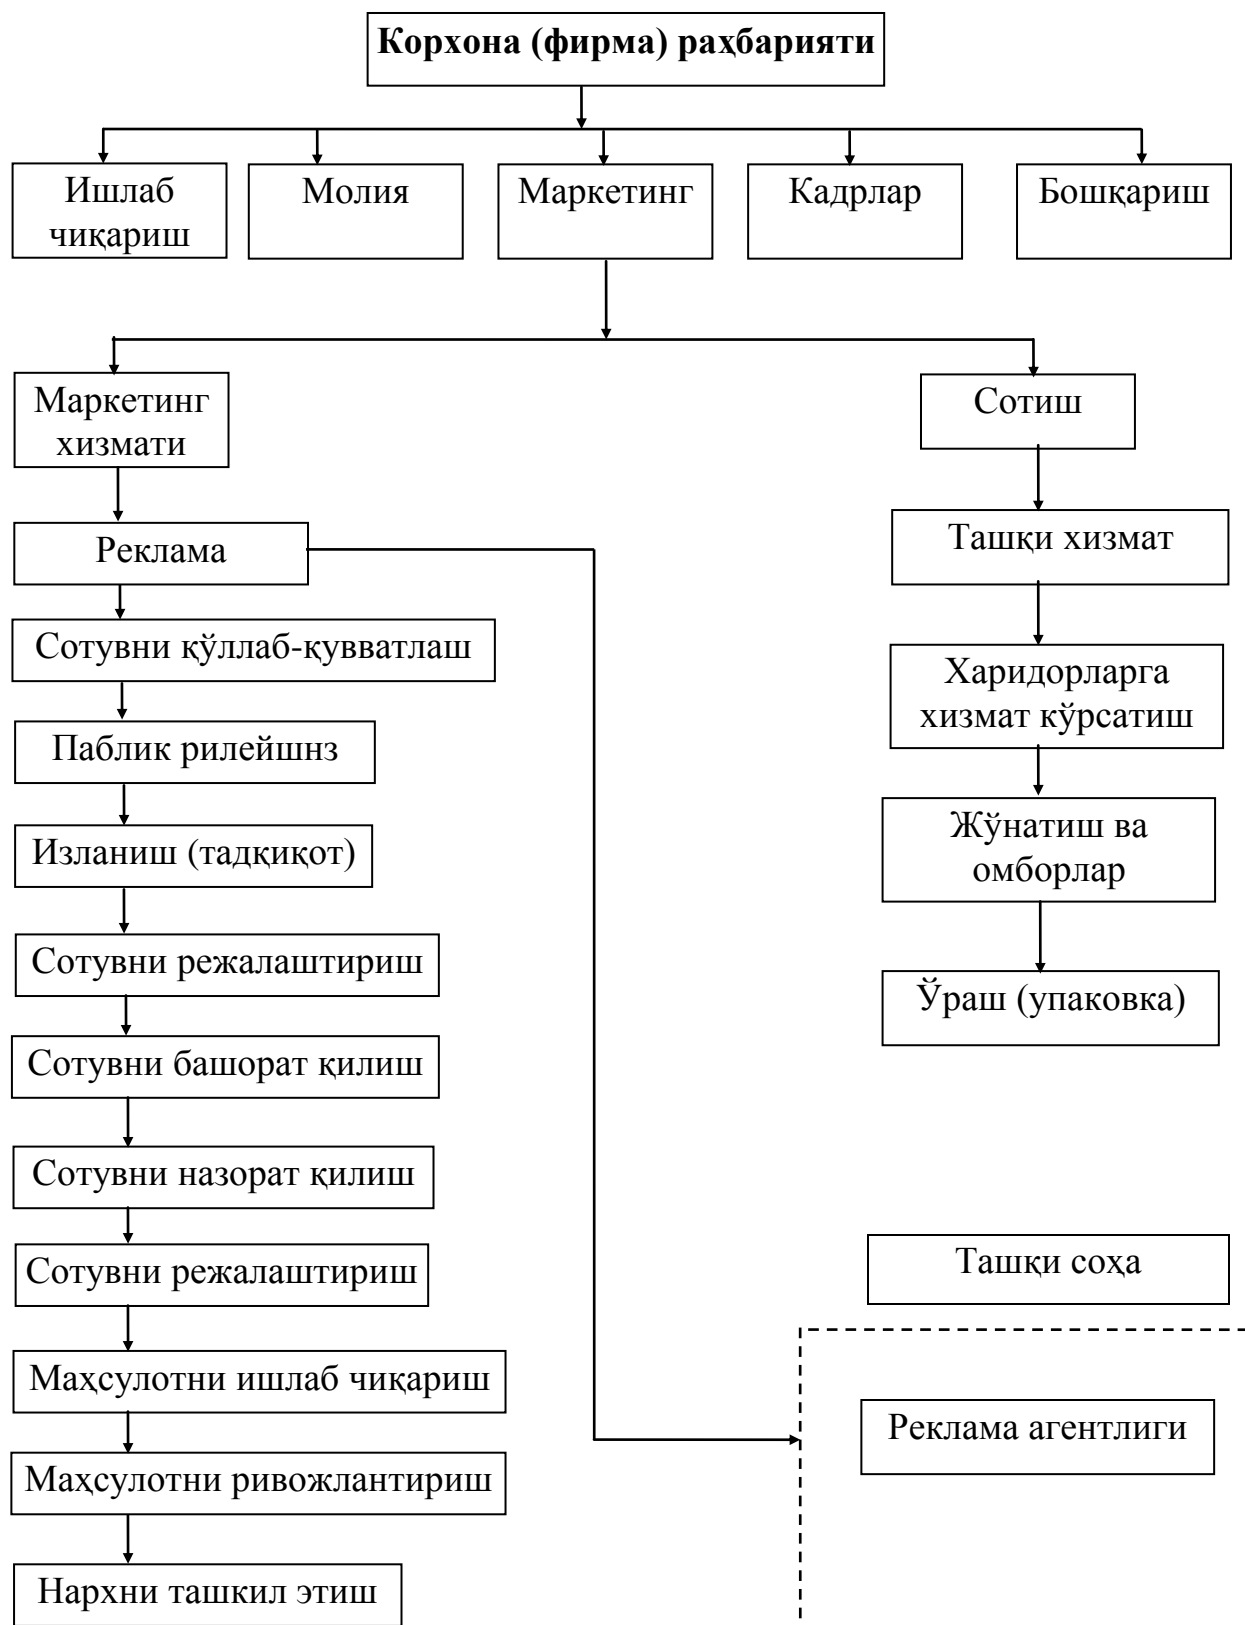 Корхона (фирма) раҳбарияти
Ишлаб
чиқариш
Молия
Маркетинг
Кадрлар
Бошқариш
Маркетинг
хизмати
Сотиш
Реклама
Ташқи хизмат
Сотувни қўллаб-қувватлаш
Харидорларга
хизмат кўрсатиш
Паблик рилейшнз
Изланиш (тадқиқот)
Жўнатиш ва
омборлар
Сотувни режалаштириш
Ўраш (упаковка)
Сотувни башорат қилиш
Сотувни назорат қилиш
Сотувни режалаштириш
Ташқи соҳа
Маҳсулотни ишлаб чиқариш
Реклама агентлиги
Маҳсулотни ривожлантириш
Нархни ташкил этиш